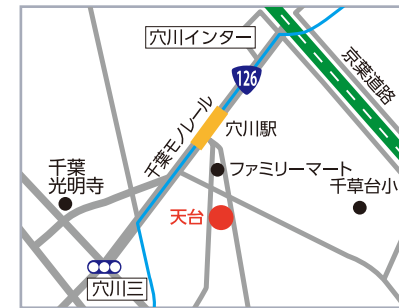 穴川インター
京葉道路
126
千葉モノレール
穴川駅
千葉
光明寺
ファミリーマート
千草台小
天台
穴川三